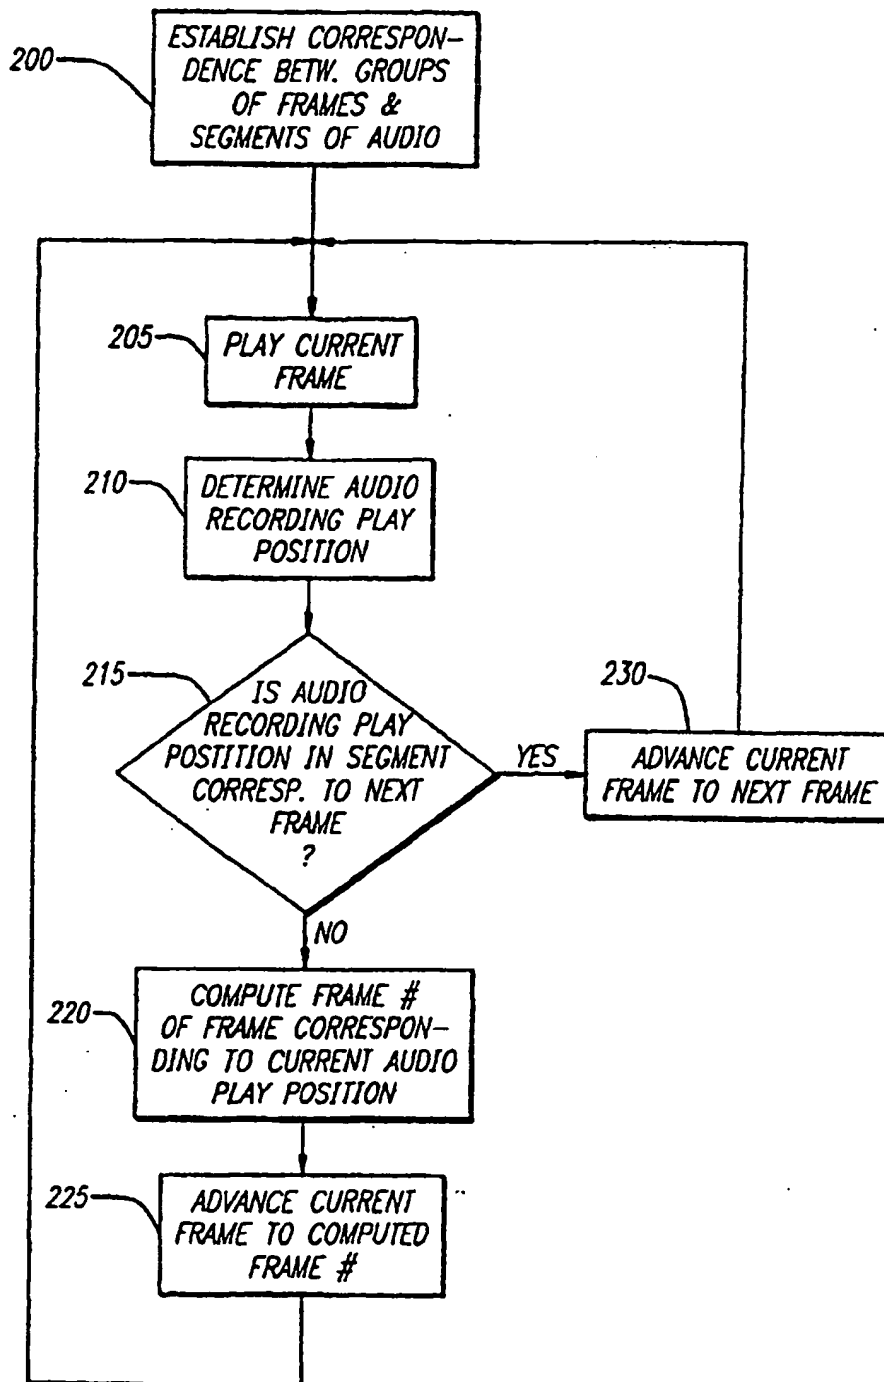 200
ESTABLISH CORRESPON-
DENCE BETW. GROUPS
OF FRAMES &
SEGMENTS OF AUDIO
205
PLAY CURRENT
FRAME
210
DETERMINE AUDIO
RECORDING PLAY
POSITION
215
IS AUDIO
RECORDING PLAY
POSTITION IN SEGMENT
CORRESP. TO NEXT
FRAME
?
YES
230
ADVANCE CURRENT
FRAME TO NEXT FRAME
NO
220
COMPUTE FRAME #
OF FRAME CORRESPON-
DING TO CURRENT AUDIO
PLAY POSITION
225
ADVANCE CURRENT
FRAME TO COMPUTED
FRAME #